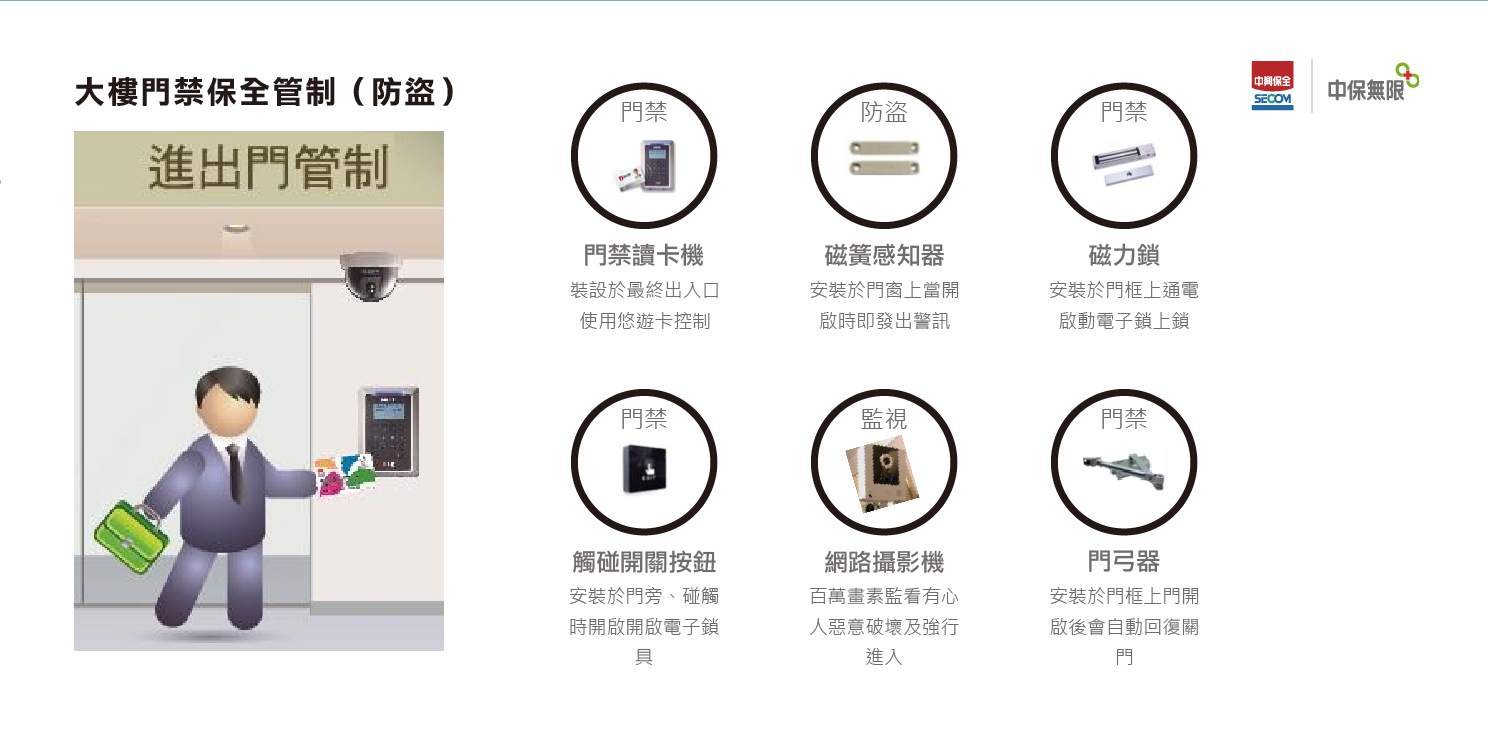 大樓門禁保全管制（防盜）
中興保全
SECOM
中保無限
進出門管制
門禁
門禁讀卡機
裝設於最終出入口
使用悠遊卡控制
防盜
磁簧感知器
安裝於門窗上當開
啟時即發出警訊
門禁
磁力鎖
安裝於門框上通電
啟動電子鎖上鎖
門禁
EXIT
觸碰開關按鈕
安裝於門旁、碰觸
時開啟開啟電子鎖
具
監視
網路攝影機
百萬畫素監看有心
人惡意破壞及強行
進入
門禁
門弓器
安裝於門框上門開
啟後會自動回復關
門